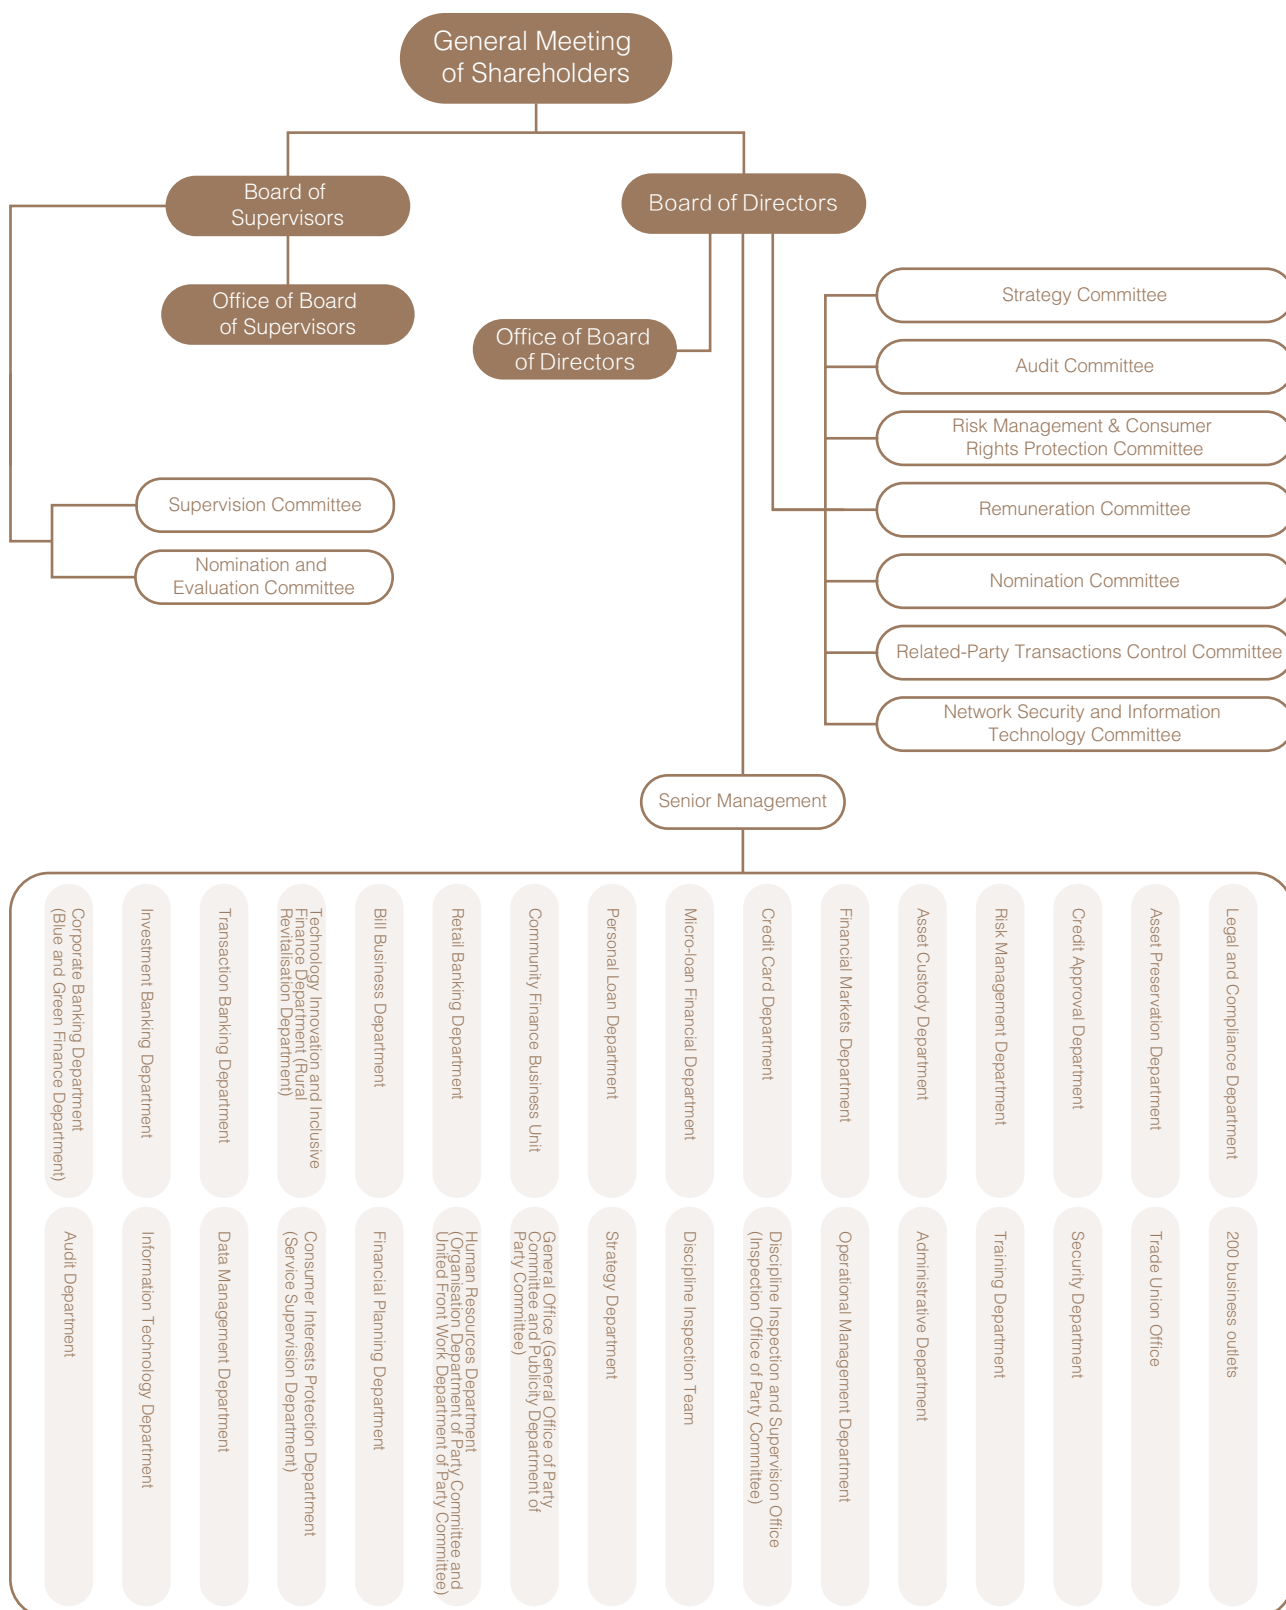 General Meeting
of Shareholders
Board of
Supervisors
Board of Directors
Office of Board
of Supervisors
Office of Board
of Directors
Strategy Committee
Audit Committee
Risk Management & Consumer
Rights Protection Committee
Remuneration Committee
Nomination Committee
Related-Party Transactions Control Committee
Network Security and Information
Technology Committee
Supervision Committee
Nomination and
Evaluation Committee
Senior Management
Corporate Banking Department
(Blue and Green Finance Department)
Investment Banking Department
Transaction Banking Department
Technology Innovation and Inclusive
Finance Department (Rural
Revitalisation Department)
Bill Business Department
Retail Banking Department
Community Finance Business Unit
Personal Loan Department
Micro-loan Financial Department
Credit Card Department
Financial Markets Department
Asset Custody Department
Risk Management Department
Credit Approval Department
Asset Preservation Department
Legal and Compliance Department
Audit Department
Information Technology Department
Data Management Department
Consumer Interests Protection Department
(Service Supervision Department)
Financial Planning Department
Human Resources Department
(Organisation Department of Party Committee and
United Front Work Department of Party Committee)
General Office (General Office of Party
Committee and Publicity Department of
Party Committee)
Strategy Department
Discipline Inspection Team
Discipline Inspection and Supervision Office
(Inspection Office of Party Committee)
Operational Management Department
Administrative Department
Training Department
Security Department
Trade Union Office
200 business outlets